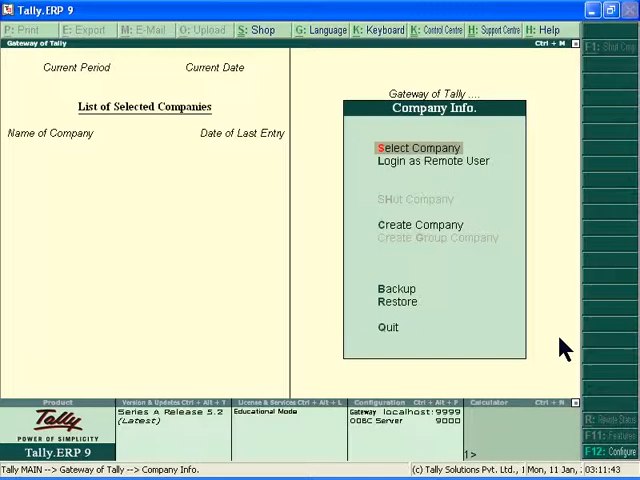 Tally.ERP 9
P: Print E: Export M: E-Mail O: Upload S: Shop G: Language K: Keyboard K: Control Centre H: Support Centre H: Help
Gateway of Tally Ctrl + M
F1: Shut Cmp
Current Period Current Date
List of Selected Companies
Name of Company Date of Last Entry
Gateway of Tally ....
Company Info.
Select Company
Login as Remote User
SHut Company
Create Company
Create Group Company
Backup
Restore
Quit
Product Version & Updates Ctrl + Alt + T License & Services Ctrl + Alt + L Configuration Ctrl + Alt + F Calculator Ctrl + N
Tally
POWER OF SIMPLICITY
Tally.ERP 9
Series A Release 5.2
(Latest)
Educational Mode
Gateway localhost:9999
ODBC Server 9000
1>
R: Remote Status
F11: Features
F12: Configure
Tally MAIN --> Gateway of Tally --> Company Info. (c) Tally Solutions Pvt. Ltd., Mon, 11 Jan, 03:11:43